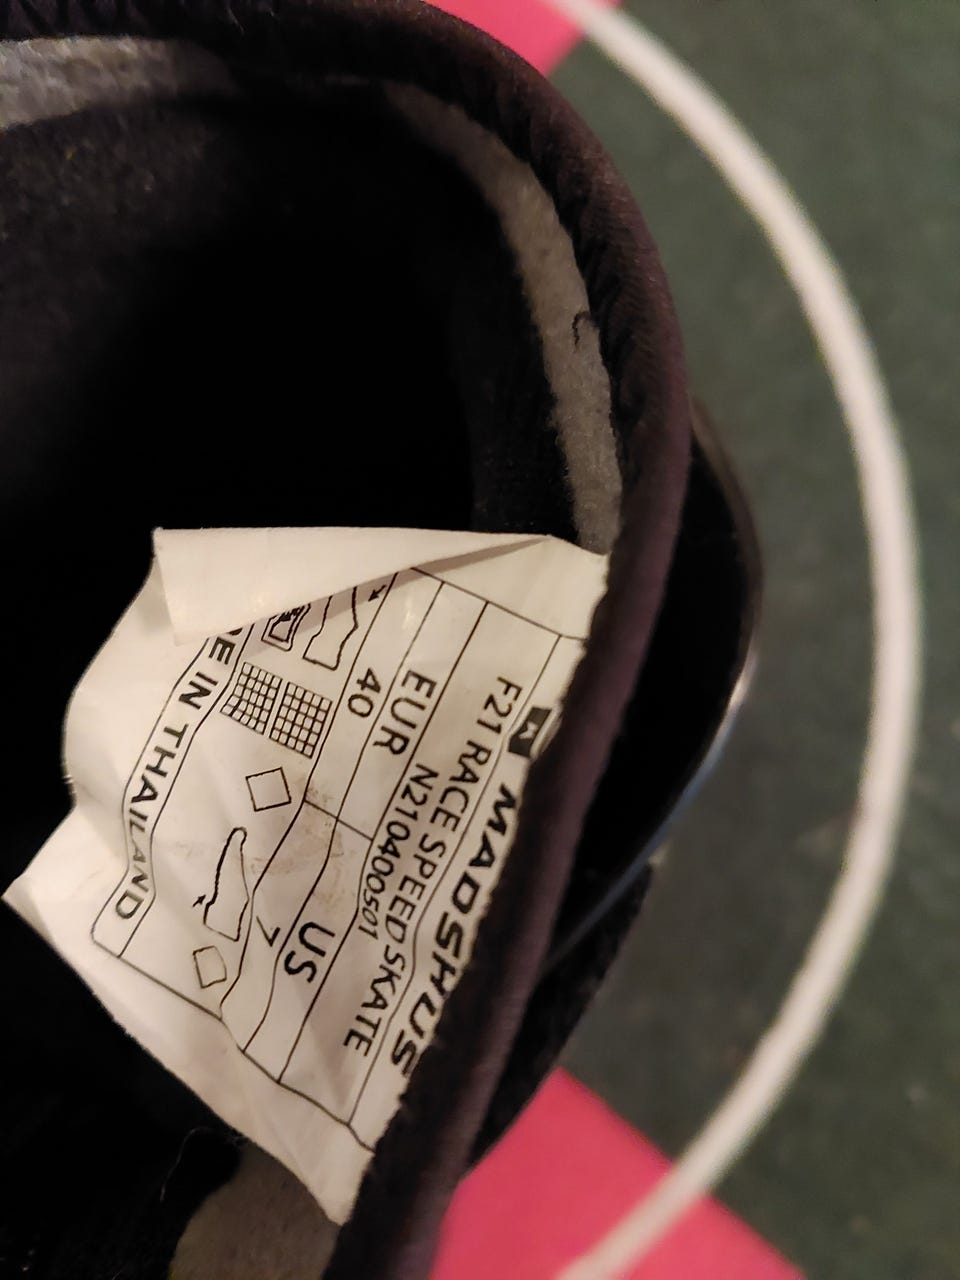 MADSHUS
F21 RACE SPEED SKATE
N210400501
EUR US
40 7
IN THAILAND